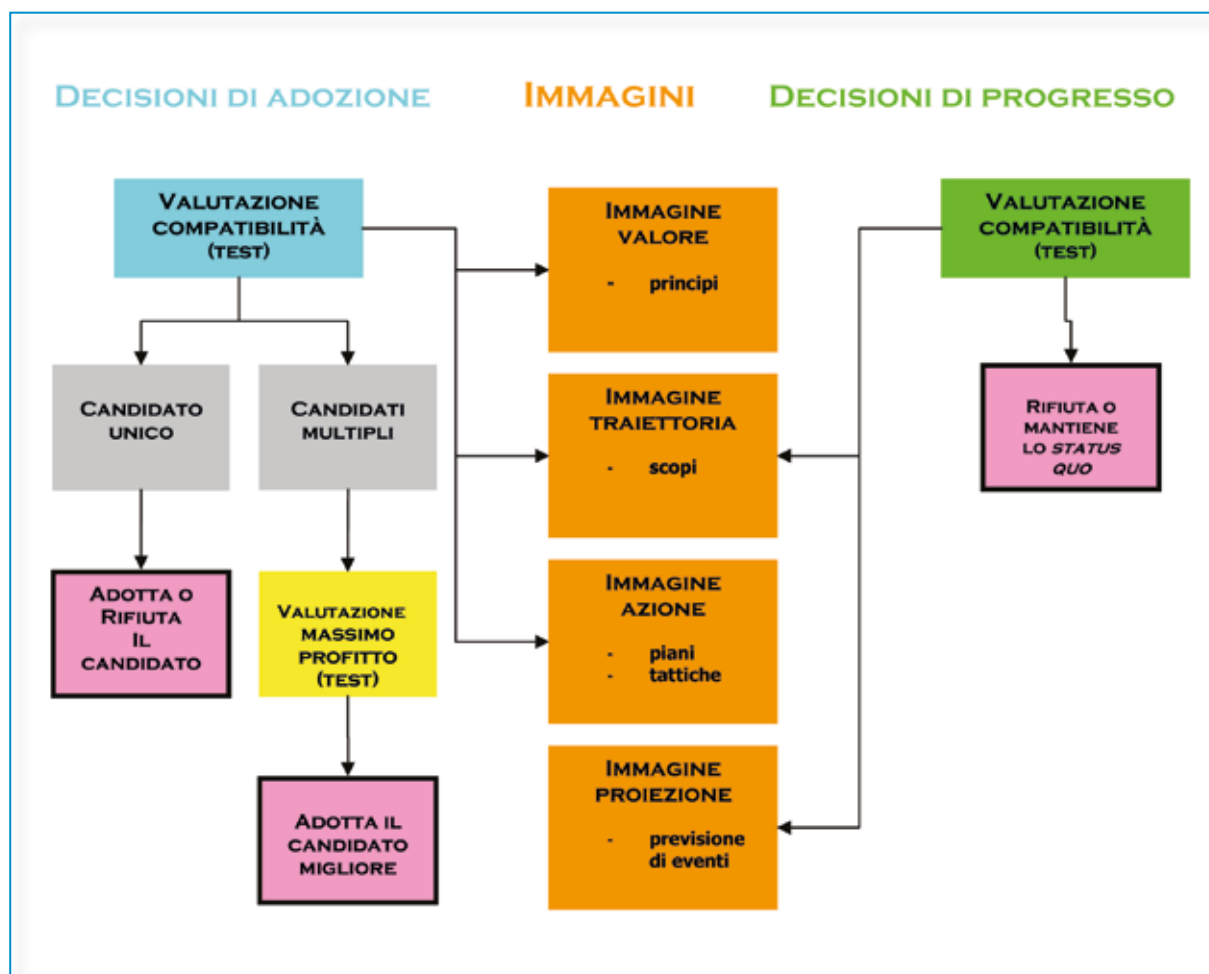 DECISIONI DI ADOZIONE
IMMAGINI
DECISIONI DI PROGRESSO
VALUTAZIONE
COMPATIBILITÀ
(TEST)
CANDIDATO
UNICO
CANDIDATI
MULTIPLI
ADOTTA O
RIFIUTA
IL
CANDIDATO
VALUTAZIONE
MASSIMO
PROFITTO
(TEST)
ADOTTA IL
CANDIDATO
MIGLIORE
IMMAGINE
VALORE
- principi
IMMAGINE
TRAIETTORIA
- scopi
IMMAGINE
AZIONE
- piani
- tattiche
IMMAGINE
PROIEZIONE
- previsione
di eventi
VALUTAZIONE
COMPATIBILITÀ
(TEST)
RIFIUTA O
MANTIENE
LO STATUS
QUO